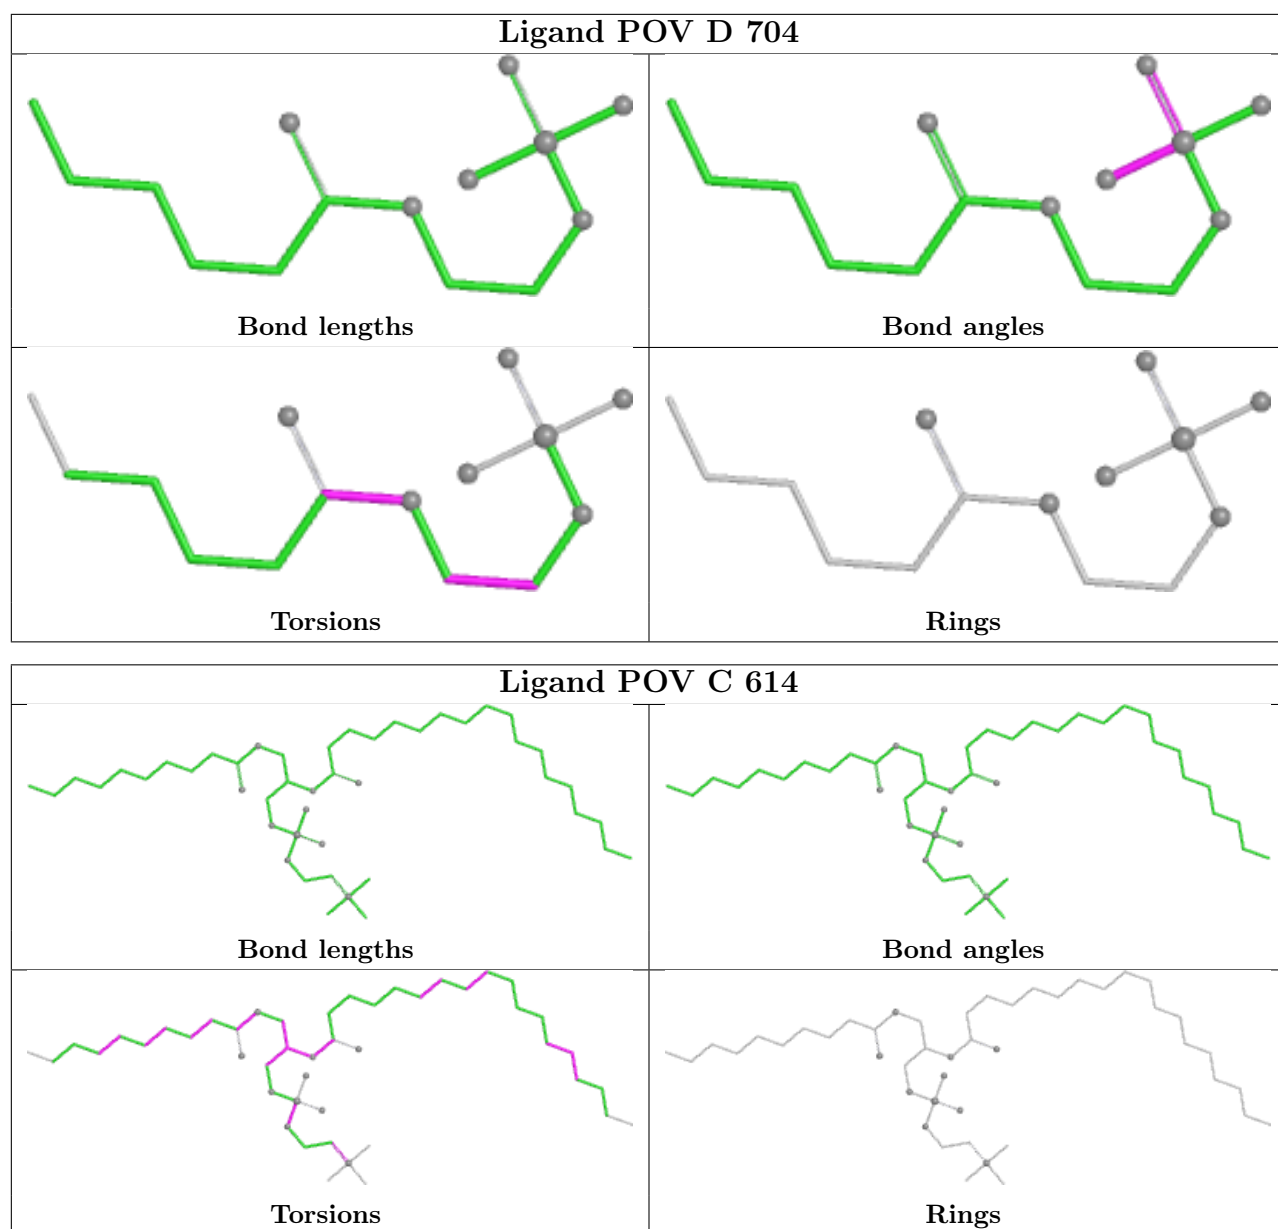 Ligand POV D 704
Bond lengths
Bond angles
Torsions
Rings
Ligand POV C 614
Bond lengths
Bond angles
Torsions
Rings